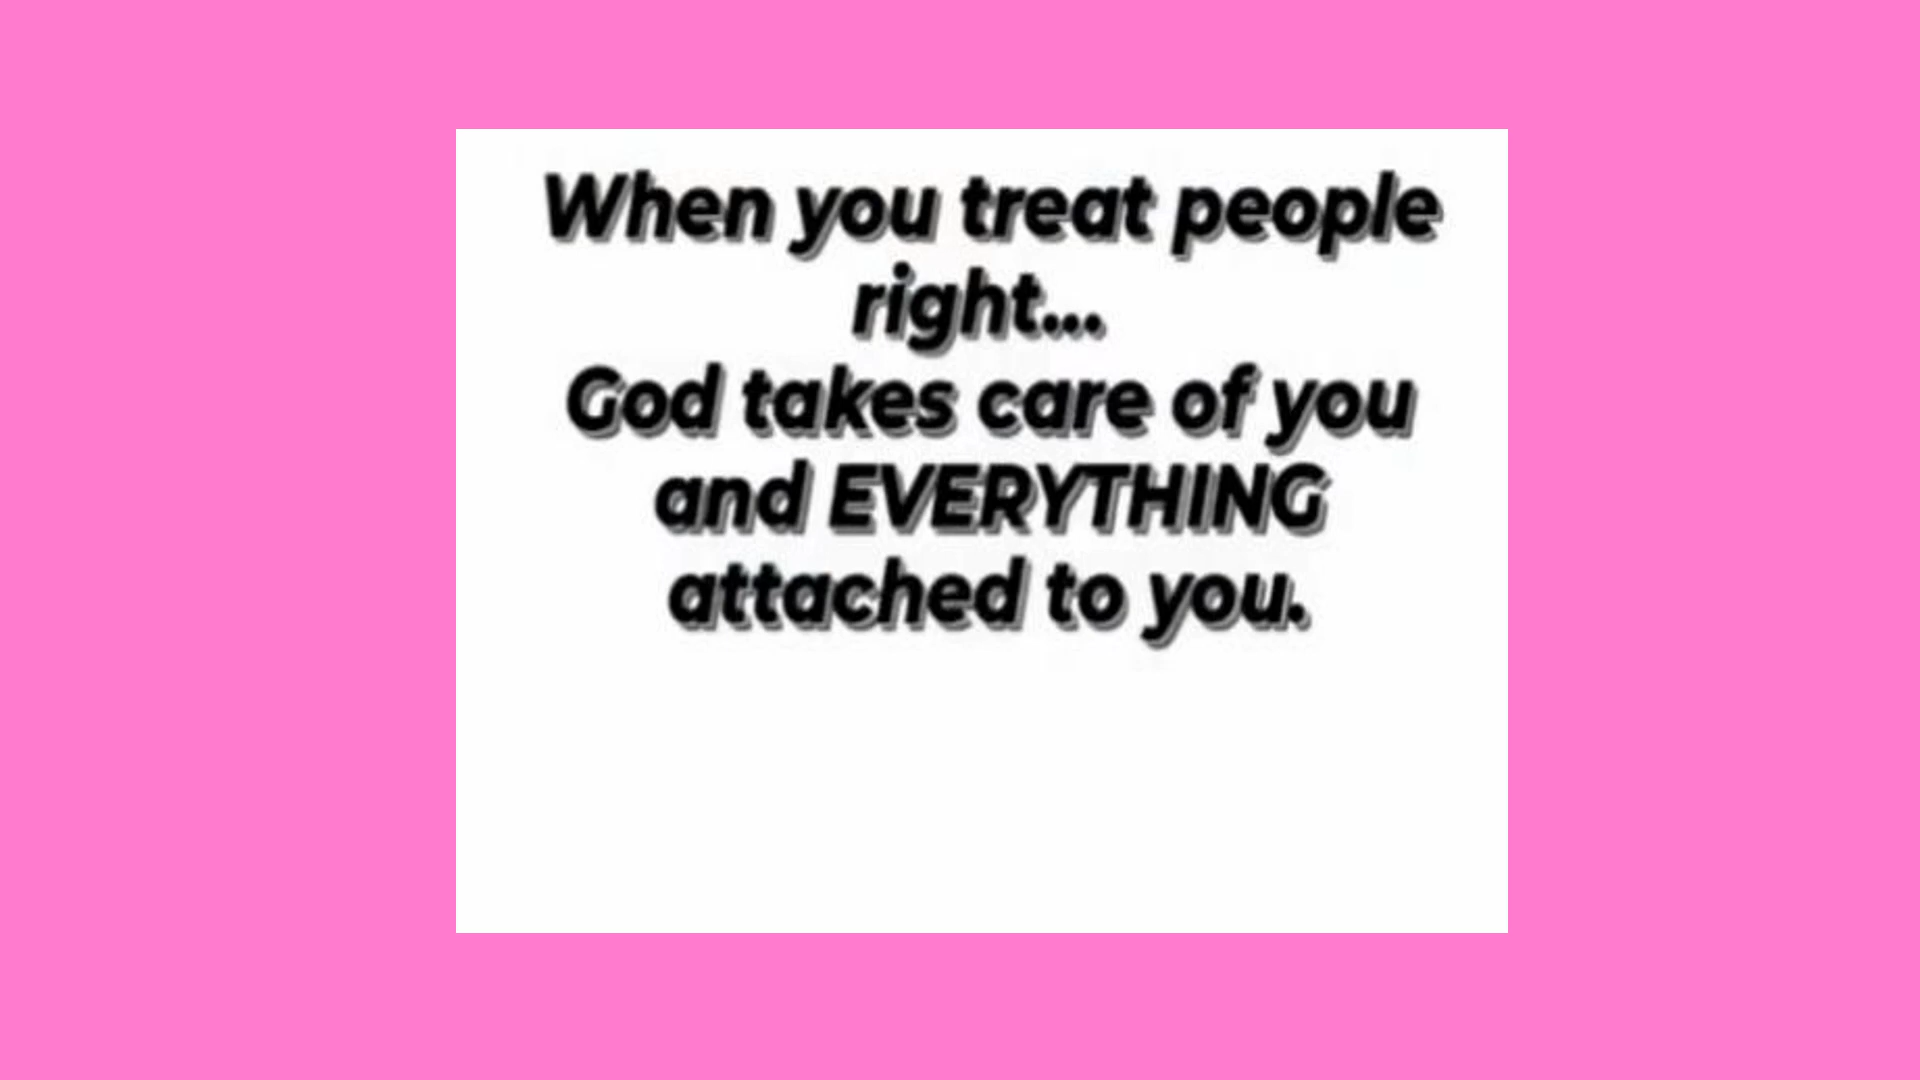 When you treat people
right...
God takes care of you
and EVERYTHING
attached to you.